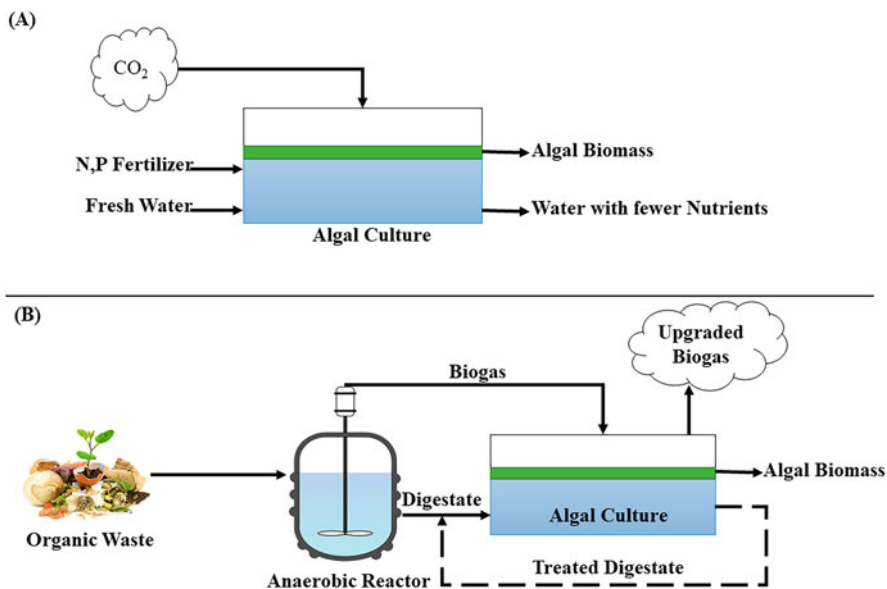 (A)
CO₂
N,P Fertilizer
Algal Biomass
Fresh Water
Water with fewer Nutrients
Algal Culture
(B)
Upgraded
Biogas
Biogas
Algal Biomass
Digestate
Algal Culture
Organic Waste
Treated Digestate
Anaerobic Reactor